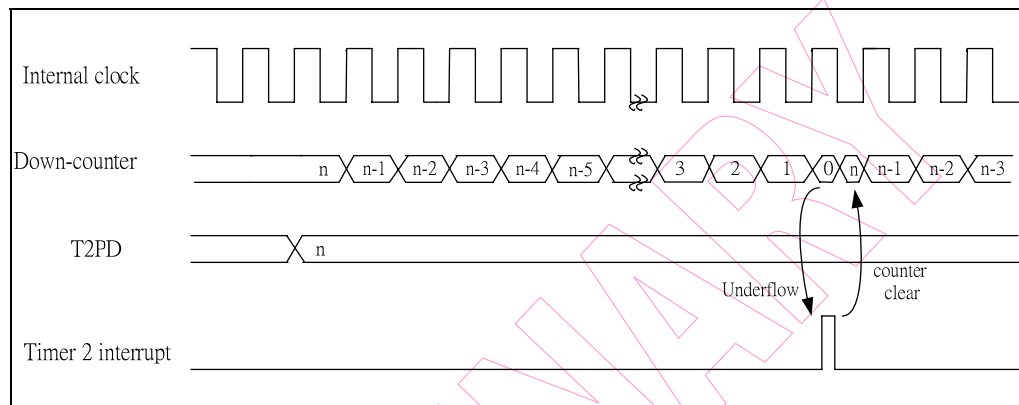 Internal clock
Down-counter n n-1 n-2 n-3 n-4 n-5 3 2 1 0 n n-1 n-2 n-3
T2PD n
Underflow
counter
clear
Timer 2 interrupt